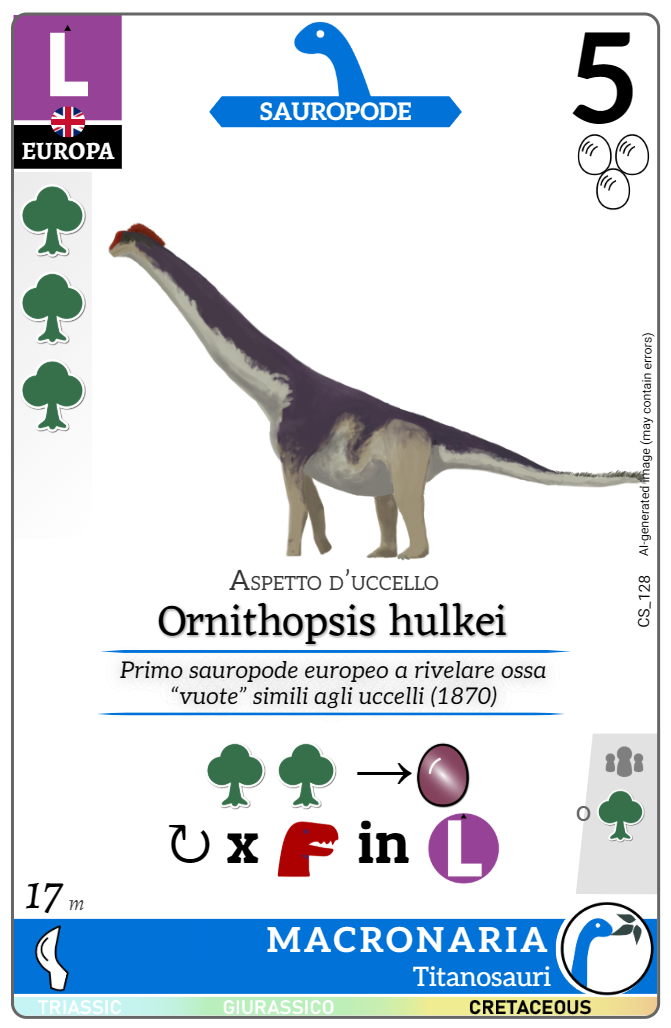 L
EUROPA
SAUROPODE
5
AI-generated image (may contain errors)
CS_128
Aspetto d'uccello
Ornithopsis hulkei
Primo sauropode europeo a rivelare ossa
“vuote” simili agli uccelli (1870)
x in L
o
17 m
MACRONARIA
Titanosauri
TRIASSIC GIURASSICO CRETACEOUS